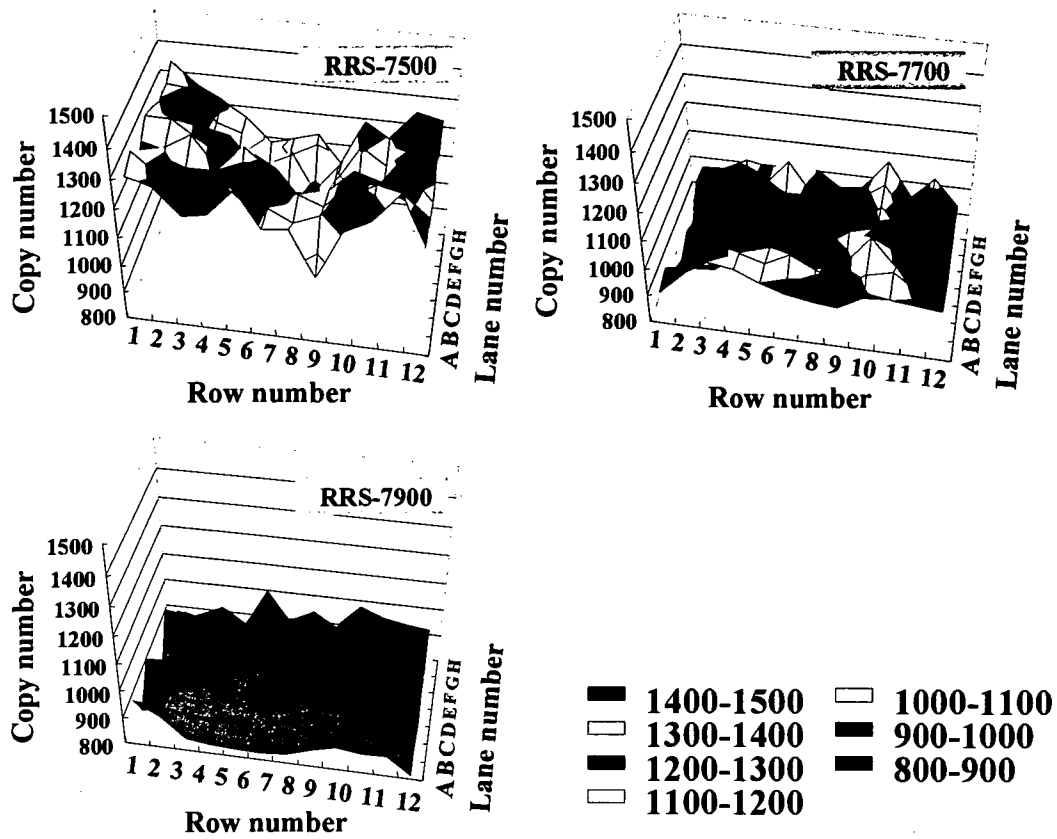 RRS-7500
1500
1400
1300
1200
1100
1000
900
800
Copy number
1 2 3 4 5 6 7 8 9 10 11 12
Row number
ABCDEFGH
Lane number
RRS-7700
1500
1400
1300
1200
1100
1000
900
800
Copy number
1 2 3 4 5 6 7 8 9 10 11 12
Row number
ABCDEFGH
Lane number
RRS-7900
1500
1400
1300
1200
1100
1000
900
800
Copy number
1 2 3 4 5 6 7 8 9 10 11 12
Row number
ABCDEFGH
Lane number
1400-1500
1300-1400
1200-1300
1100-1200
1000-1100
900-1000
800-900